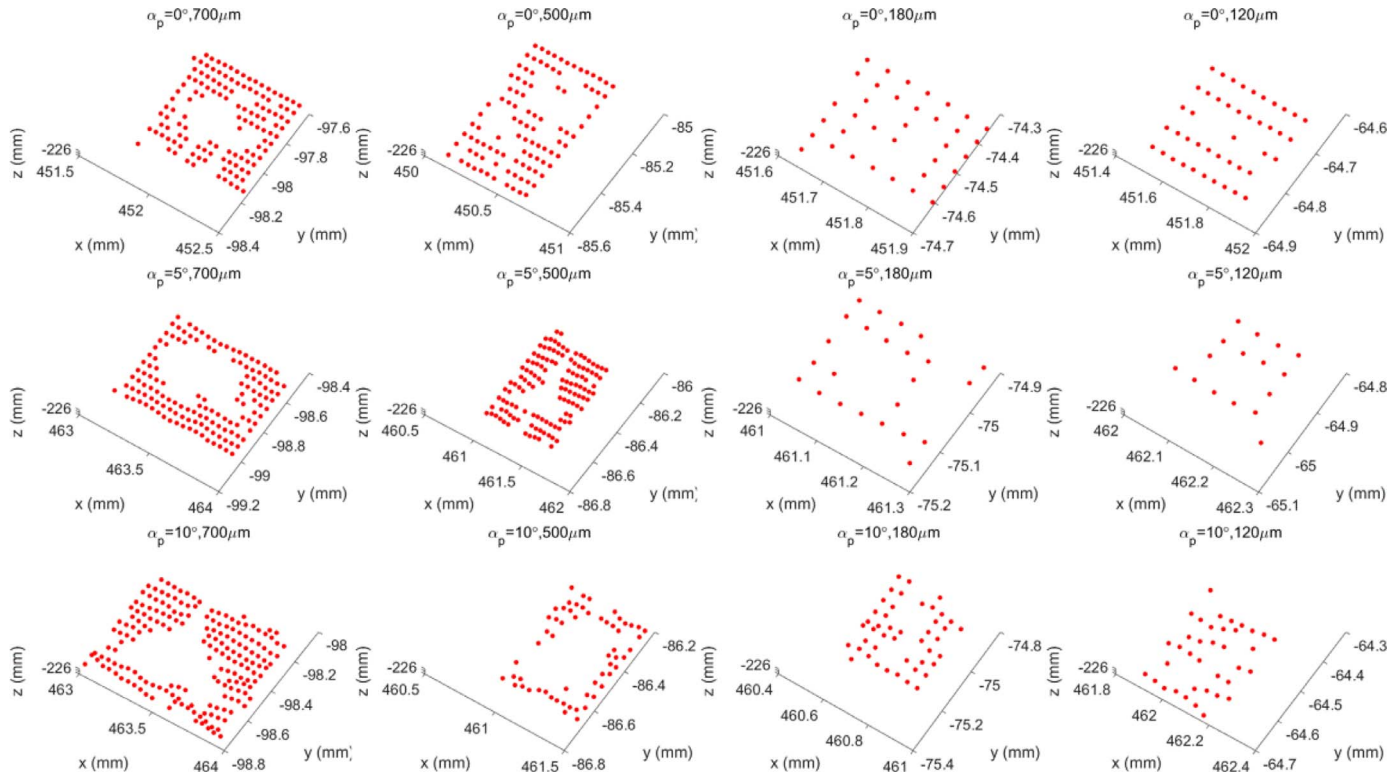 αp=0°,700μm
z (mm)
-226
451.5
452
452.5
x (mm)
-97.6
-97.8
-98
-98.2
-98.4
y (mm)
αp=0°,500μm
z (mm)
-226
450
450.5
451
x (mm)
-85
-85.2
-85.4
-85.6
y (mm)
αp=0°,180μm
z (mm)
-226
451.6
451.7
451.8
451.9
x (mm)
-74.3
-74.4
-74.5
-74.6
-74.7
y (mm)
αp=0°,120μm
z (mm)
-226
451.4
451.6
451.8
452
x (mm)
-64.6
-64.7
-64.8
-64.9
y (mm)
αp=5°,700μm
z (mm)
-226
463
463.5
464
x (mm)
-98.4
-98.6
-98.8
-99
-99.2
y (mm)
αp=5°,500μm
z (mm)
-226
460.5
461
461.5
462
x (mm)
-86
-86.2
-86.4
-86.6
-86.8
y (mm)
αp=5°,180μm
z (mm)
-226
461
461.1
461.2
461.3
x (mm)
-74.9
-75
-75.1
-75.2
y (mm)
αp=5°,120μm
z (mm)
-226
462
462.1
462.2
462.3
x (mm)
-64.8
-64.9
-65
-65.1
y (mm)
αp=10°,700μm
z (mm)
-226
463
463.5
464
x (mm)
-98
-98.2
-98.4
-98.6
-98.8
y (mm)
αp=10°,500μm
z (mm)
-226
460.5
461
461.5
x (mm)
-86.2
-86.4
-86.6
-86.8
y (mm)
αp=10°,180μm
z (mm)
-226
460.4
460.6
460.8
461
x (mm)
-74.8
-75
-75.2
-75.4
y (mm)
αp=10°,120μm
z (mm)
-226
461.8
462
462.2
462.4
x (mm)
-64.3
-64.4
-64.5
-64.6
-64.7
y (mm)